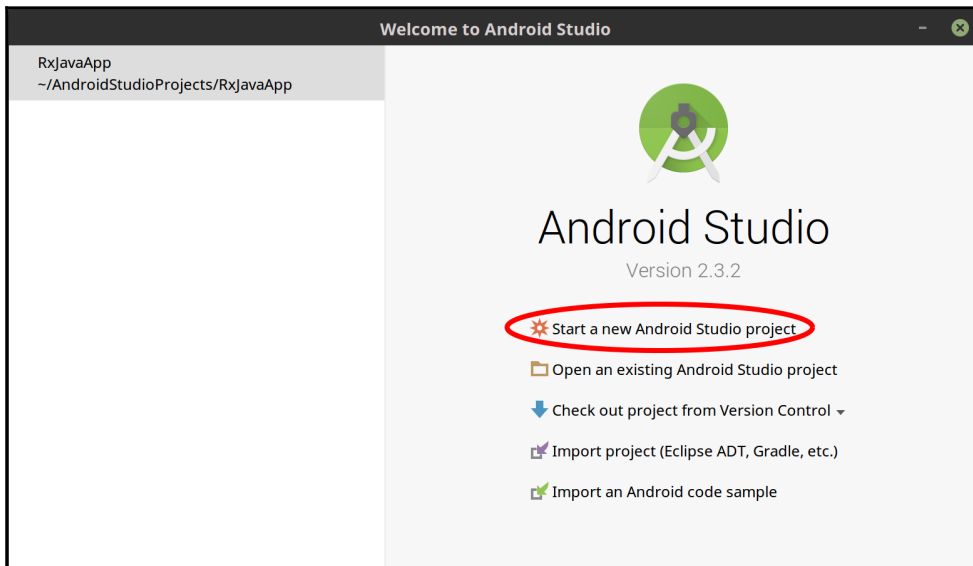 Welcome to Android Studio
RxJavaApp
~/AndroidStudioProjects/RxJavaApp
Android Studio
Version 2.3.2
Start a new Android Studio project
Open an existing Android Studio project
Check out project from Version Control
Import project (Eclipse ADT, Gradle, etc.)
Import an Android code sample